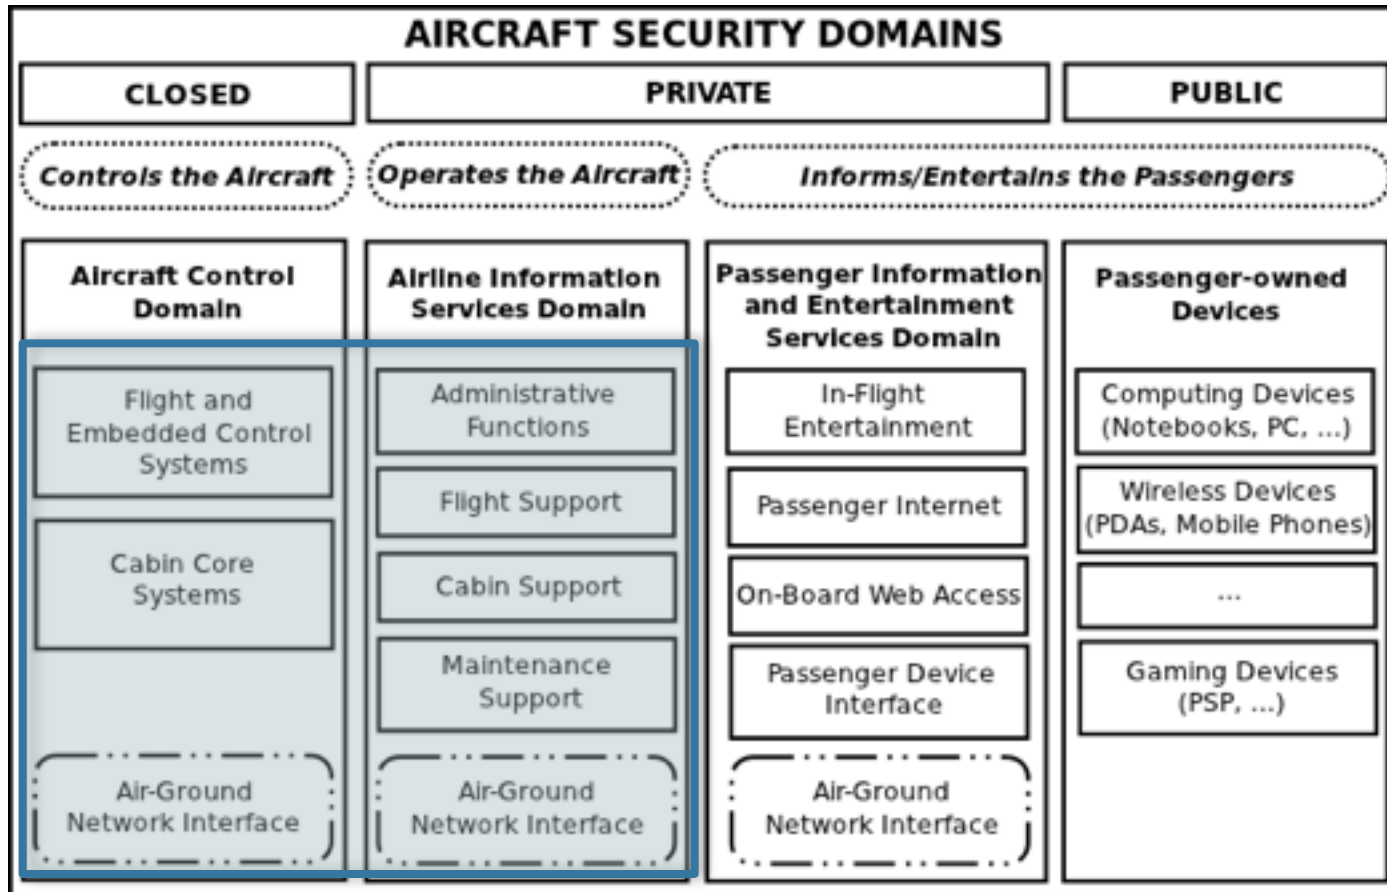 AIRCRAFT SECURITY DOMAINS
CLOSED
PRIVATE
PUBLIC
Controls the Aircraft
Operates the Aircraft
Informs/Entertains the Passengers
Aircraft Control
Domain
Flight and
Embedded Control
Systems
Cabin Core
Systems
Air-Ground
Network Interface
Airline Information
Services Domain
Administrative
Functions
Flight Support
Cabin Support
Maintenance
Support
Air-Ground
Network Interface
Passenger Information
and Entertainment
Services Domain
In-Flight
Entertainment
Passenger Internet
On-Board Web Access
Passenger Device
Interface
Air-Ground
Network Interface
Passenger-owned
Devices
Computing Devices
(Notebooks, PC, ...)
Wireless Devices
(PDAs, Mobile Phones)
...
Gaming Devices
(PSP, ...)